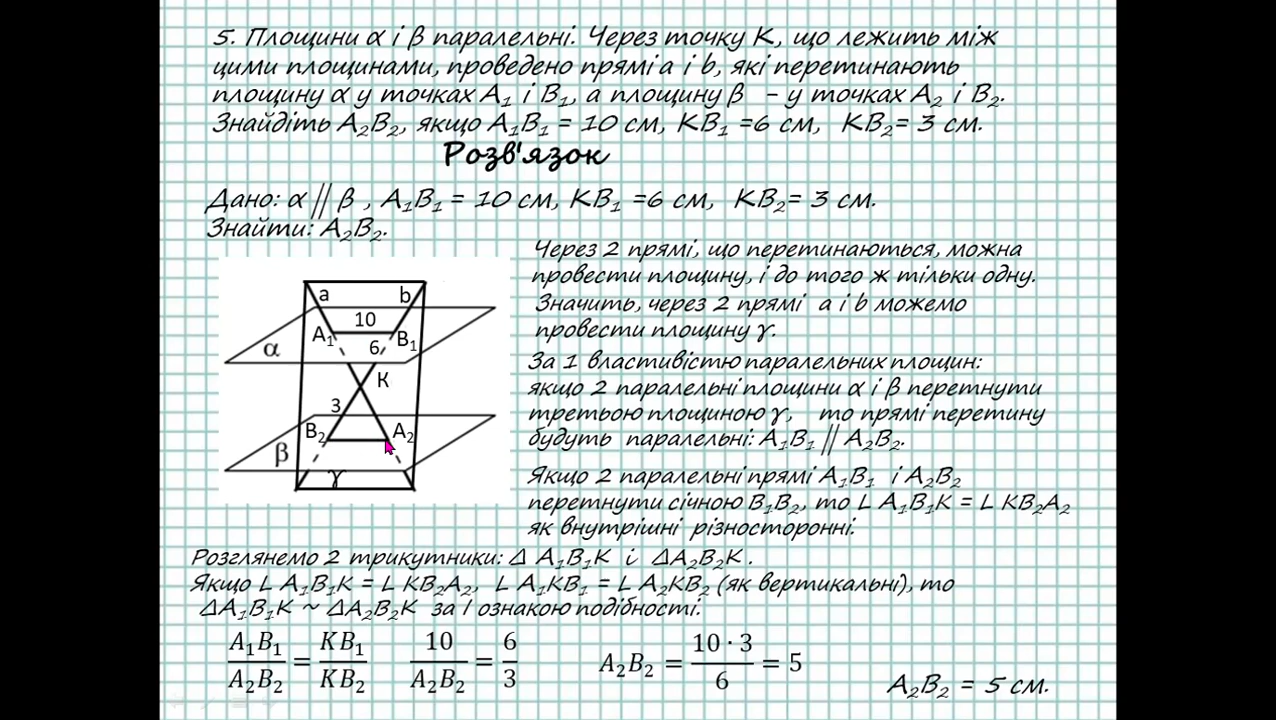 5. Площини α і β паралельні. Через точку K, що лежить між
цими площинами, проведено прямі a і b, які перетинають
площину α у точках A₁ і B₁, а площину β - у точках A₂ і B₂.
Знайдіть A₂B₂, якщо A₁B₁ = 10 см, KB₁ =6 см, KB₂= 3 см.
Розв'язок
Дано: α || β , A₁B₁ = 10 см, KB₁ =6 см, KB₂= 3 см.
Знайти: A₂B₂.
a b
10
A₁ B₁
α 6
K
3
B₂ A₂
β
γ
Через 2 прямі, що перетинаються, можна
провести площину, і до того ж тільки одну.
Значить, через 2 прямі a і b можемо
провести площину γ.
За 1 властивістю паралельних площин:
якщо 2 паралельні площини α і β перетнути
третьою площиною γ, то прямі перетину
будуть паралельні: A₁B₁ || A₂B₂.
Якщо 2 паралельні прямі A₁B₁ і A₂B₂
перетнути січною B₁B₂, то L A₁B₁K = L KB₂A₂
як внутрішні різносторонні.
Розглянемо 2 трикутники: Δ A₁B₁K і ΔA₂B₂K .
Якщо L A₁B₁K = L KB₂A₂, L A₁KB₁ = L A₂KB₂ (як вертикальні), то
ΔA₁B₁K ~ ΔA₂B₂K за I ознакою подібності.
A₁B₁/A₂B₂ = KB₁/KB₂ 10/A₂B₂ = 6/3 A₂B₂ = 10 · 3/6 = 5
A₂B₂ = 5 см.